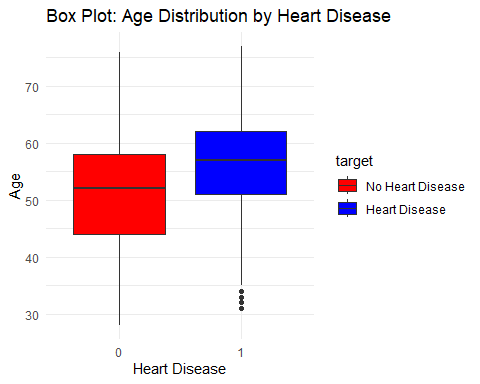 Box Plot: Age Distribution by Heart Disease
70
60
50
40
30
Age
0
1
Heart Disease
target
No Heart Disease
Heart Disease